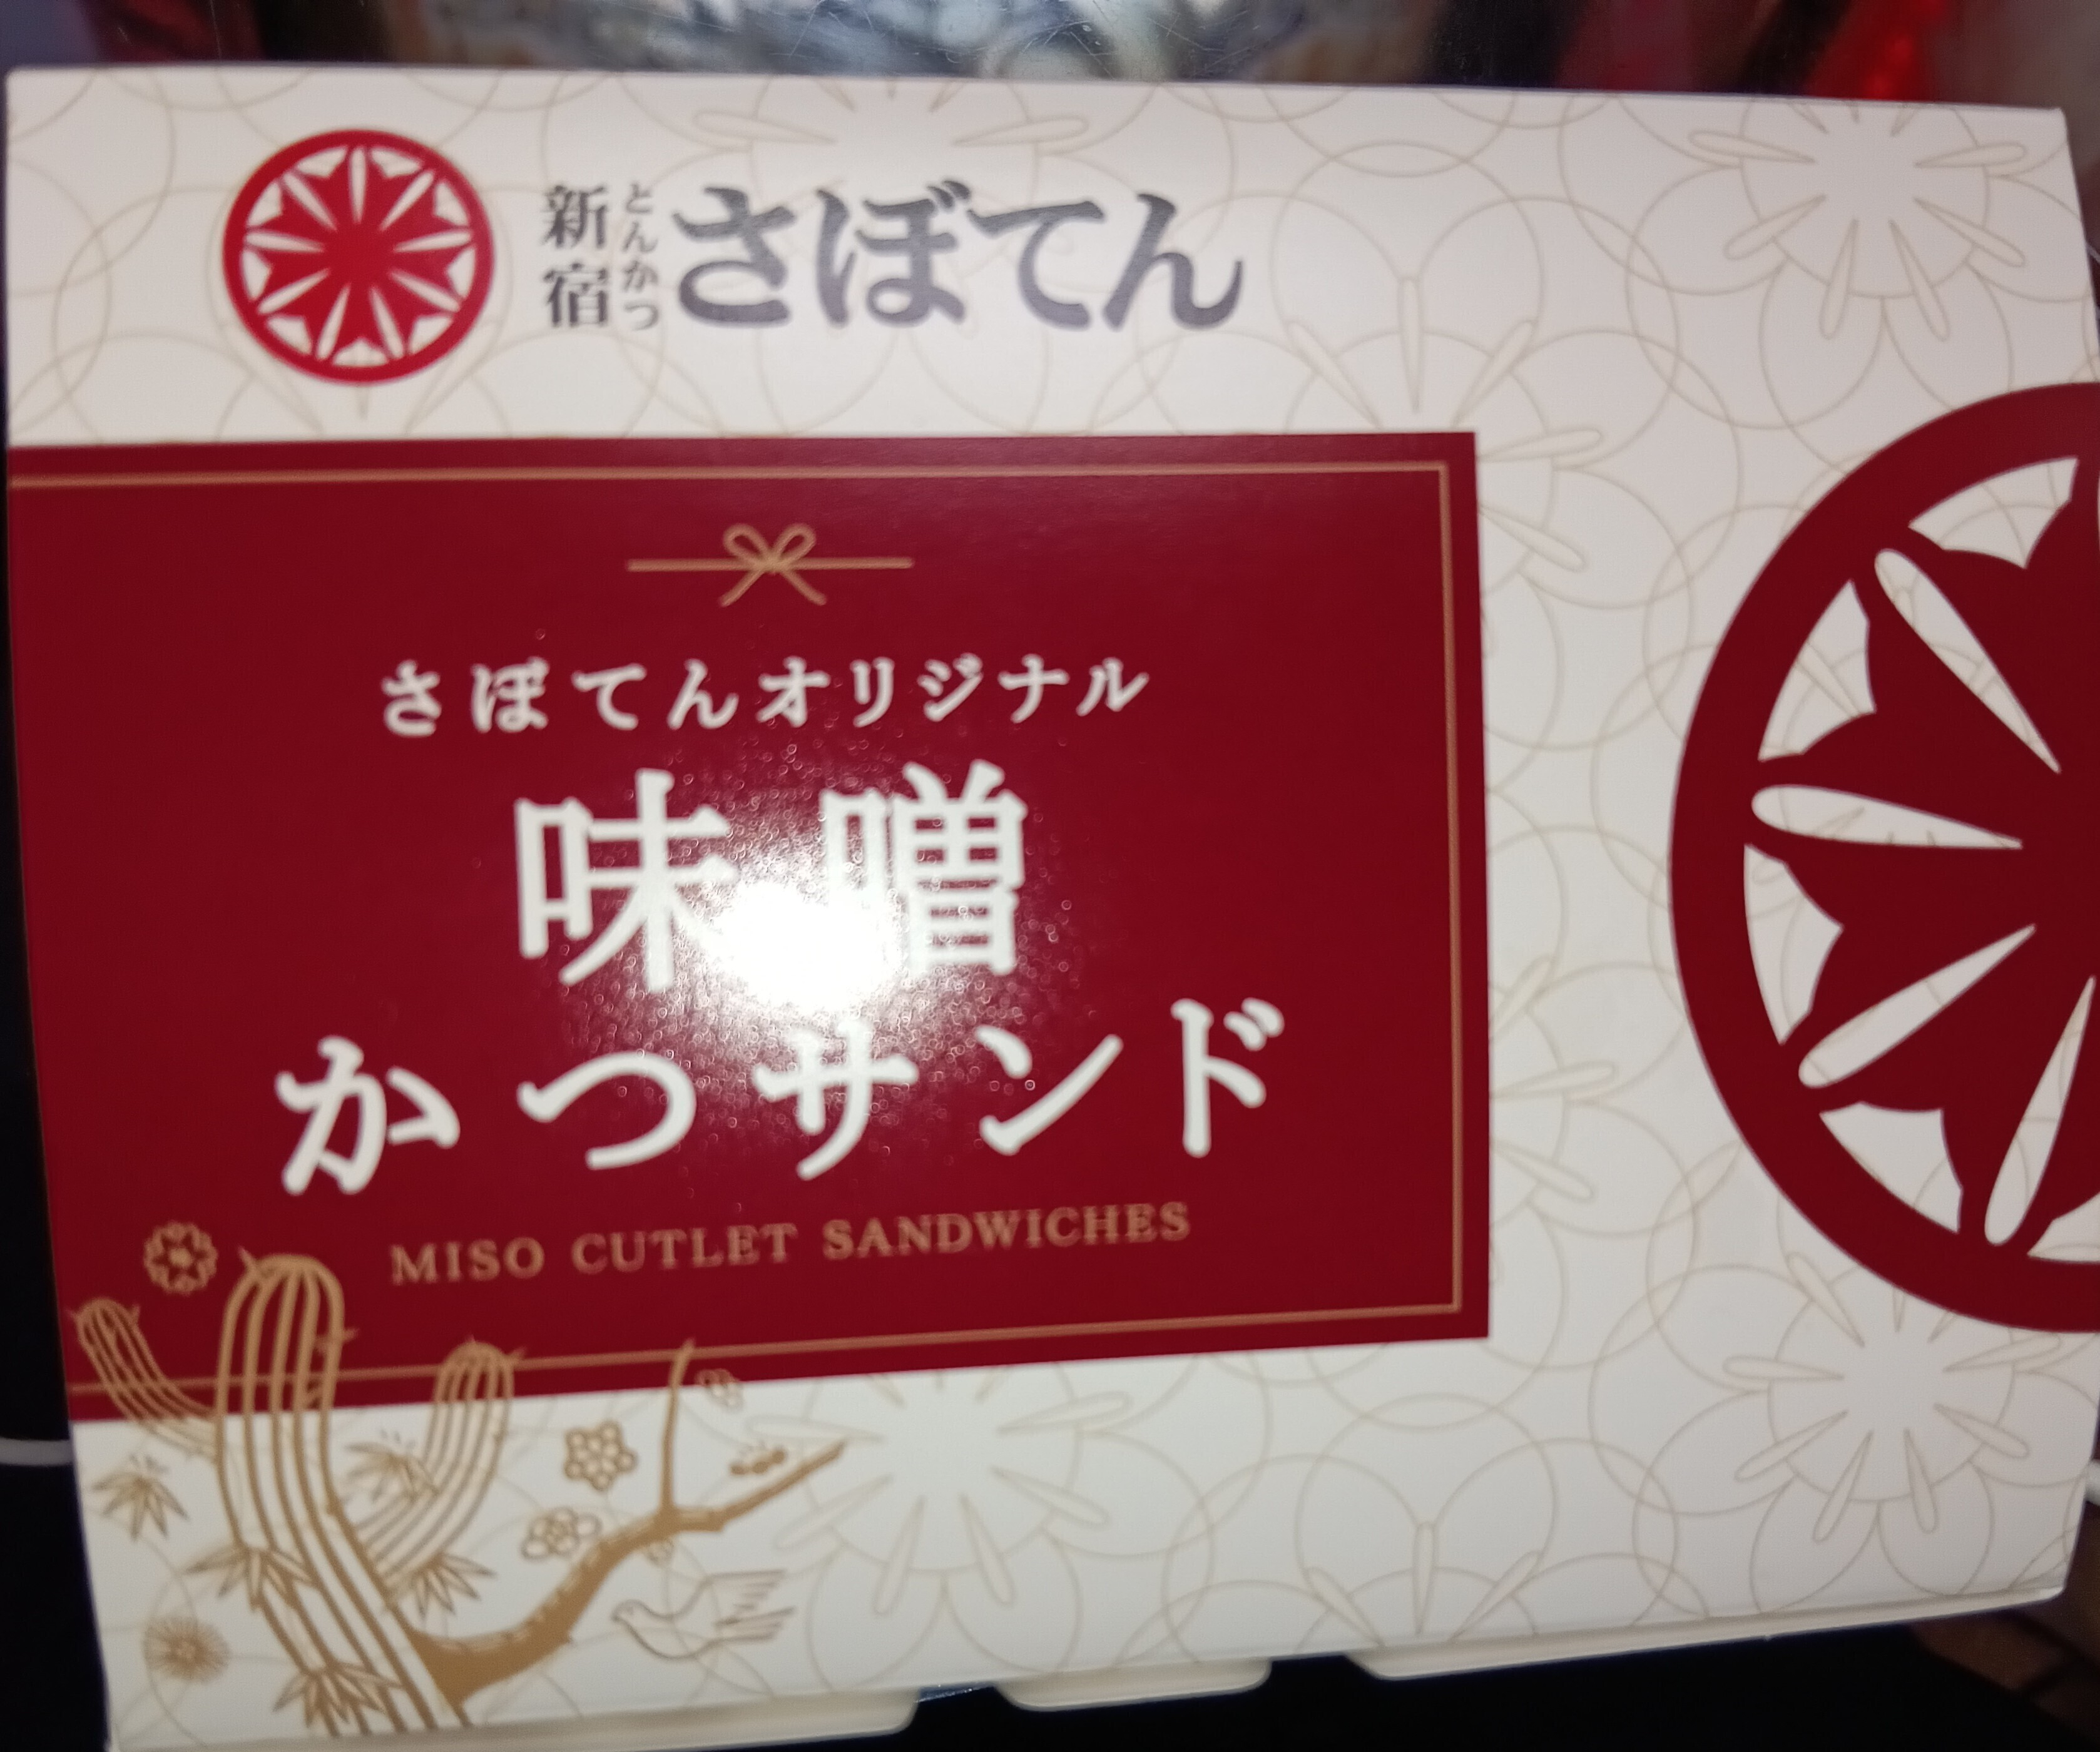 新宿 とんかつ さぼてん
さぼてんオリジナル
味噌
かつサンド
MISO CUTLET SANDWICHES